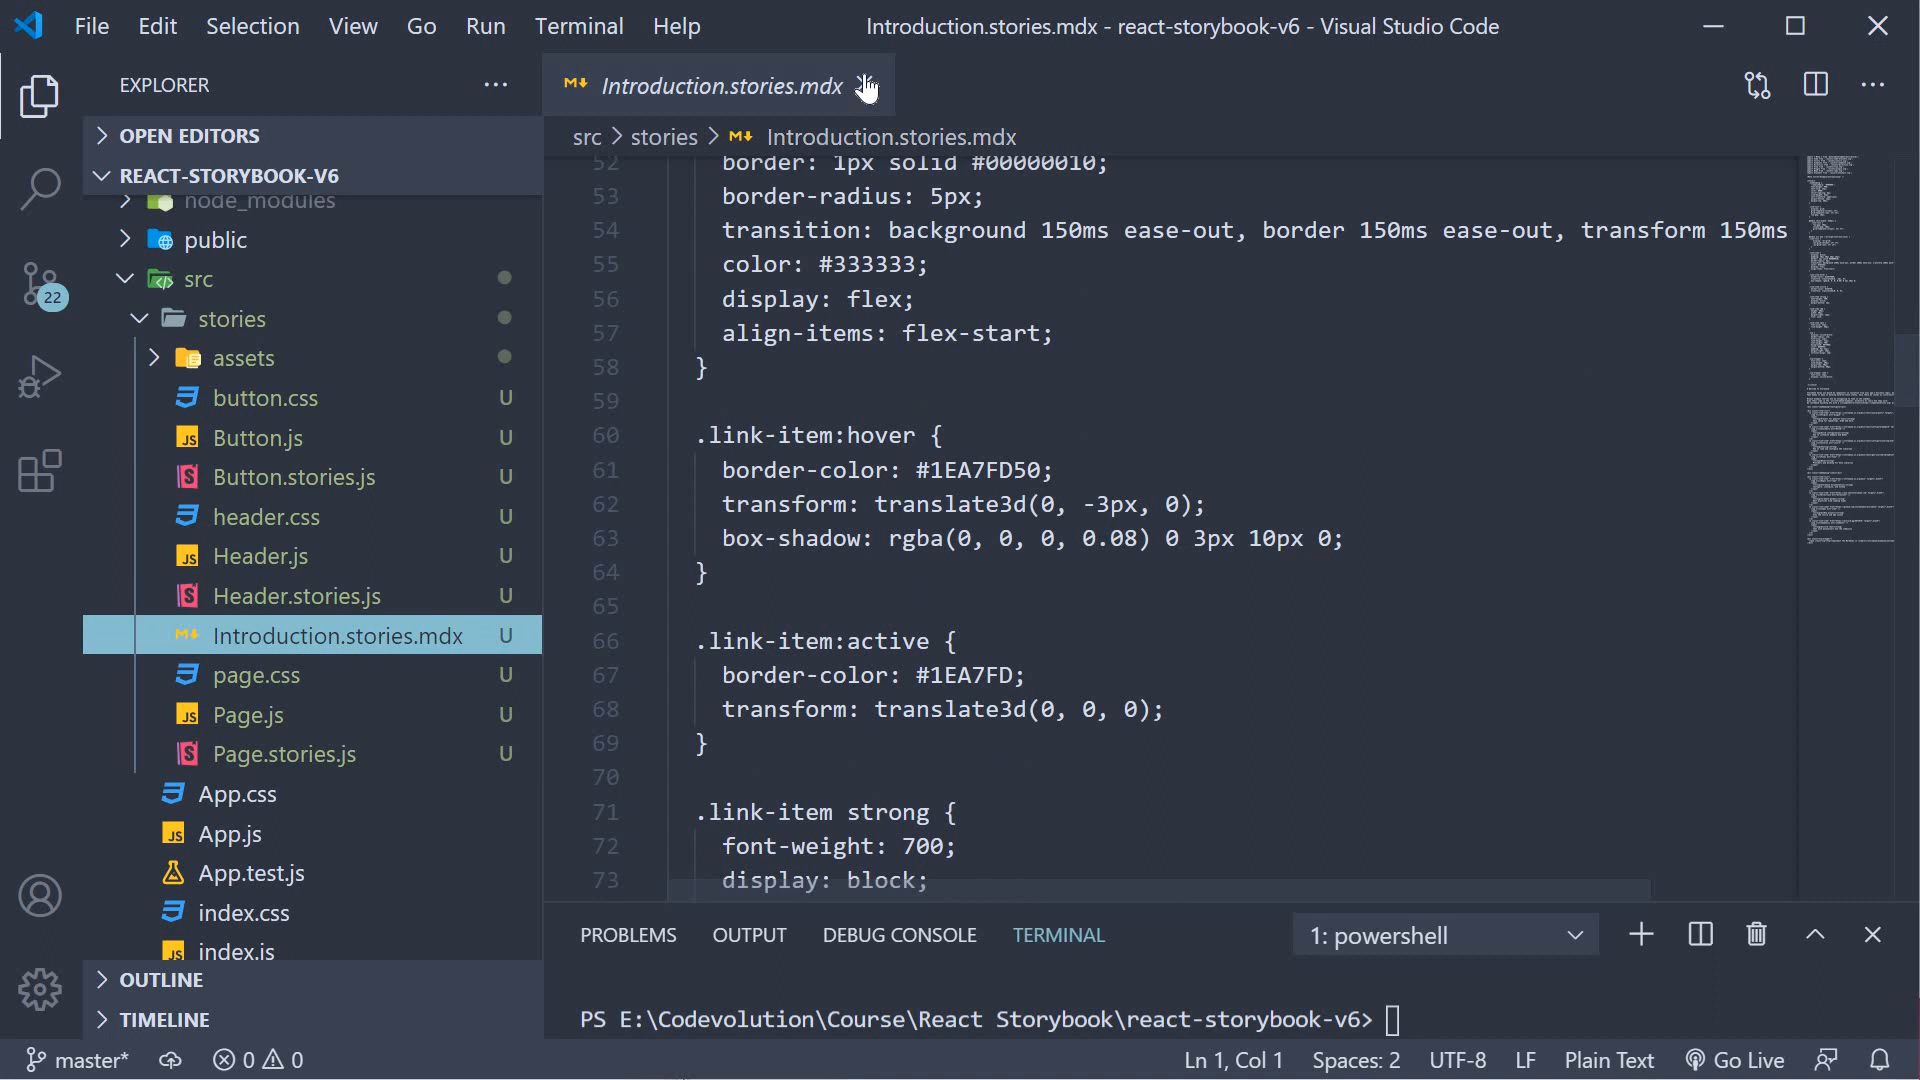 File Edit Selection View Go Run Terminal Help
Introduction.stories.mdx - react-storybook-v6 - Visual Studio Code
EXPLORER
OPEN EDITORS
REACT-STORYBOOK-V6
node_modules
public
src
stories
assets
button.css U
Button.js U
Button.stories.js U
header.css U
Header.js U
Header.stories.js U
Introduction.stories.mdx U
page.css U
Page.js U
Page.stories.js U
App.css
App.js
App.test.js
index.css
index.js
OUTLINE
TIMELINE
22
Introduction.stories.mdx
src > stories > Introduction.stories.mdx
52 border: 1px solid #00000010;
53 border-radius: 5px;
54 transition: background 150ms ease-out, border 150ms ease-out, transform 150ms
55 color: #333333;
56 display: flex;
57 align-items: flex-start;
58 }
59
60 .link-item:hover {
61 border-color: #1EA7FD50;
62 transform: translate3d(0, -3px, 0);
63 box-shadow: rgba(0, 0, 0, 0.08) 0 3px 10px 0;
64 }
65
66 .link-item:active {
67 border-color: #1EA7FD;
68 transform: translate3d(0, 0, 0);
69 }
70
71 .link-item strong {
72 font-weight: 700;
73 display: block;
PROBLEMS OUTPUT DEBUG CONSOLE TERMINAL 1: powershell
PS E:\Codevolution\Course\React Storybook\react-storybook-v6>
master* 0 0 Ln 1, Col 1 Spaces: 2 UTF-8 LF Plain Text Go Live